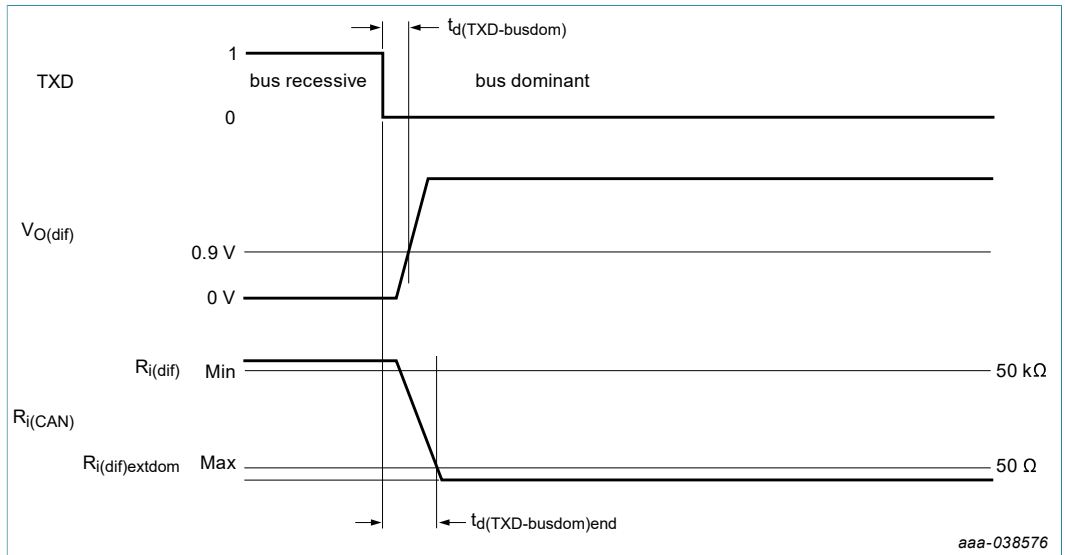 td(TXD-busdom)
1
TXD
bus recessive
bus dominant
0
VO(dif)
0.9 V
0 V
Ri(dif) Min
50 kΩ
Ri(CAN)
Ri(dif)extdom Max
50 Ω
td(TXD-busdom)end
aaa-038576